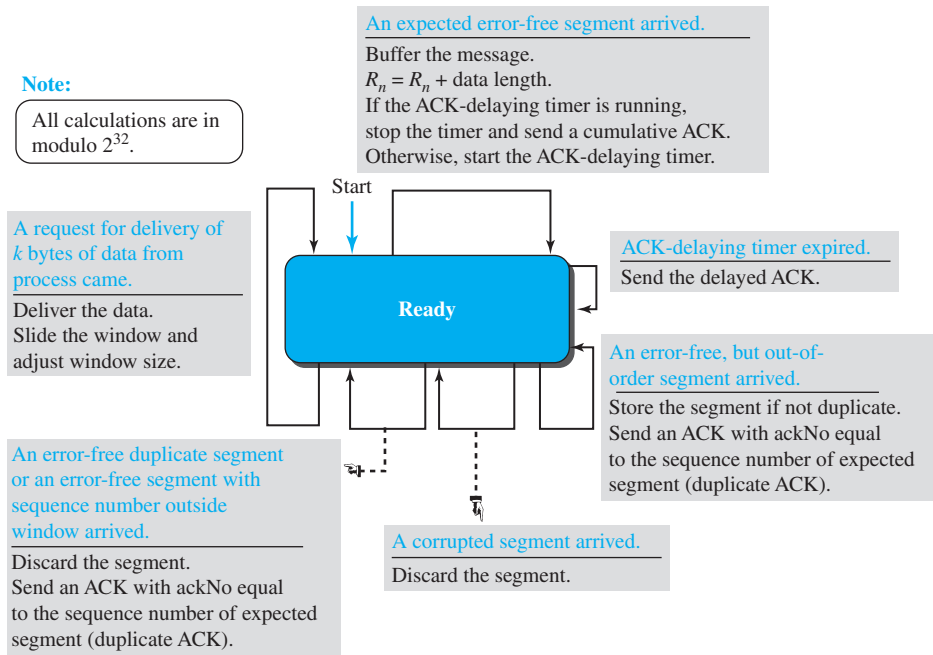 An expected error-free segment arrived.
Buffer the message.
Rₙ = Rₙ + data length.
If the ACK-delaying timer is running,
stop the timer and send a cumulative ACK.
Otherwise, start the ACK-delaying timer.
Note:
All calculations are in
modulo 2³².
Start
A request for delivery of
k bytes of data from
process came.
Deliver the data.
Slide the window and
adjust window size.
Ready
ACK-delaying timer expired.
Send the delayed ACK.
An error-free, but out-of-
order segment arrived.
Store the segment if not duplicate.
Send an ACK with ackNo equal
to the sequence number of expected
segment (duplicate ACK).
An error-free duplicate segment
or an error-free segment with
sequence number outside
window arrived.
Discard the segment.
Send an ACK with ackNo equal
to the sequence number of expected
segment (duplicate ACK).
A corrupted segment arrived.
Discard the segment.